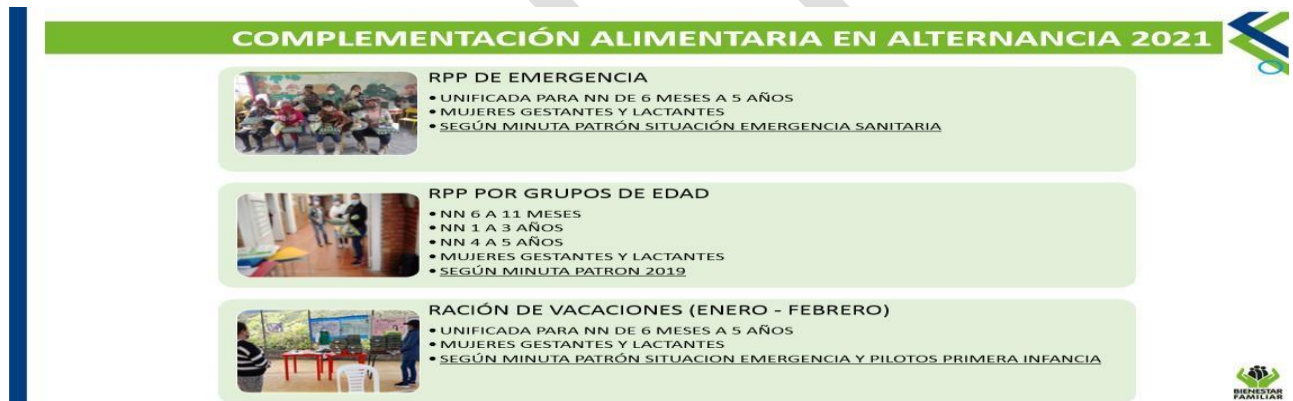 COMPLEMENTACIÓN ALIMENTARIA EN ALTERNANCIA 2021
RPP DE EMERGENCIA
• UNIFICADA PARA NN DE 6 MESES A 5 AÑOS
• MUJERES GESTANTES Y LACTANTES
• SEGÚN MINUTA PATRÓN SITUACIÓN EMERGENCIA SANITARIA
RPP POR GRUPOS DE EDAD
• NN 6 A 11 MESES
• NN 1 A 3 AÑOS
• NN 4 A 5 AÑOS
• MUJERES GESTANTES Y LACTANTES
• SEGÚN MINUTA PATRON 2019
RACIÓN DE VACACIONES (ENERO - FEBRERO)
• UNIFICADA PARA NN DE 6 MESES A 5 AÑOS
• MUJERES GESTANTES Y LACTANTES
• SEGÚN MINUTA PATRÓN SITUACION EMERGENCIA Y PILOTOS PRIMERA INFANCIA
BIENESTAR
FAMILIAR